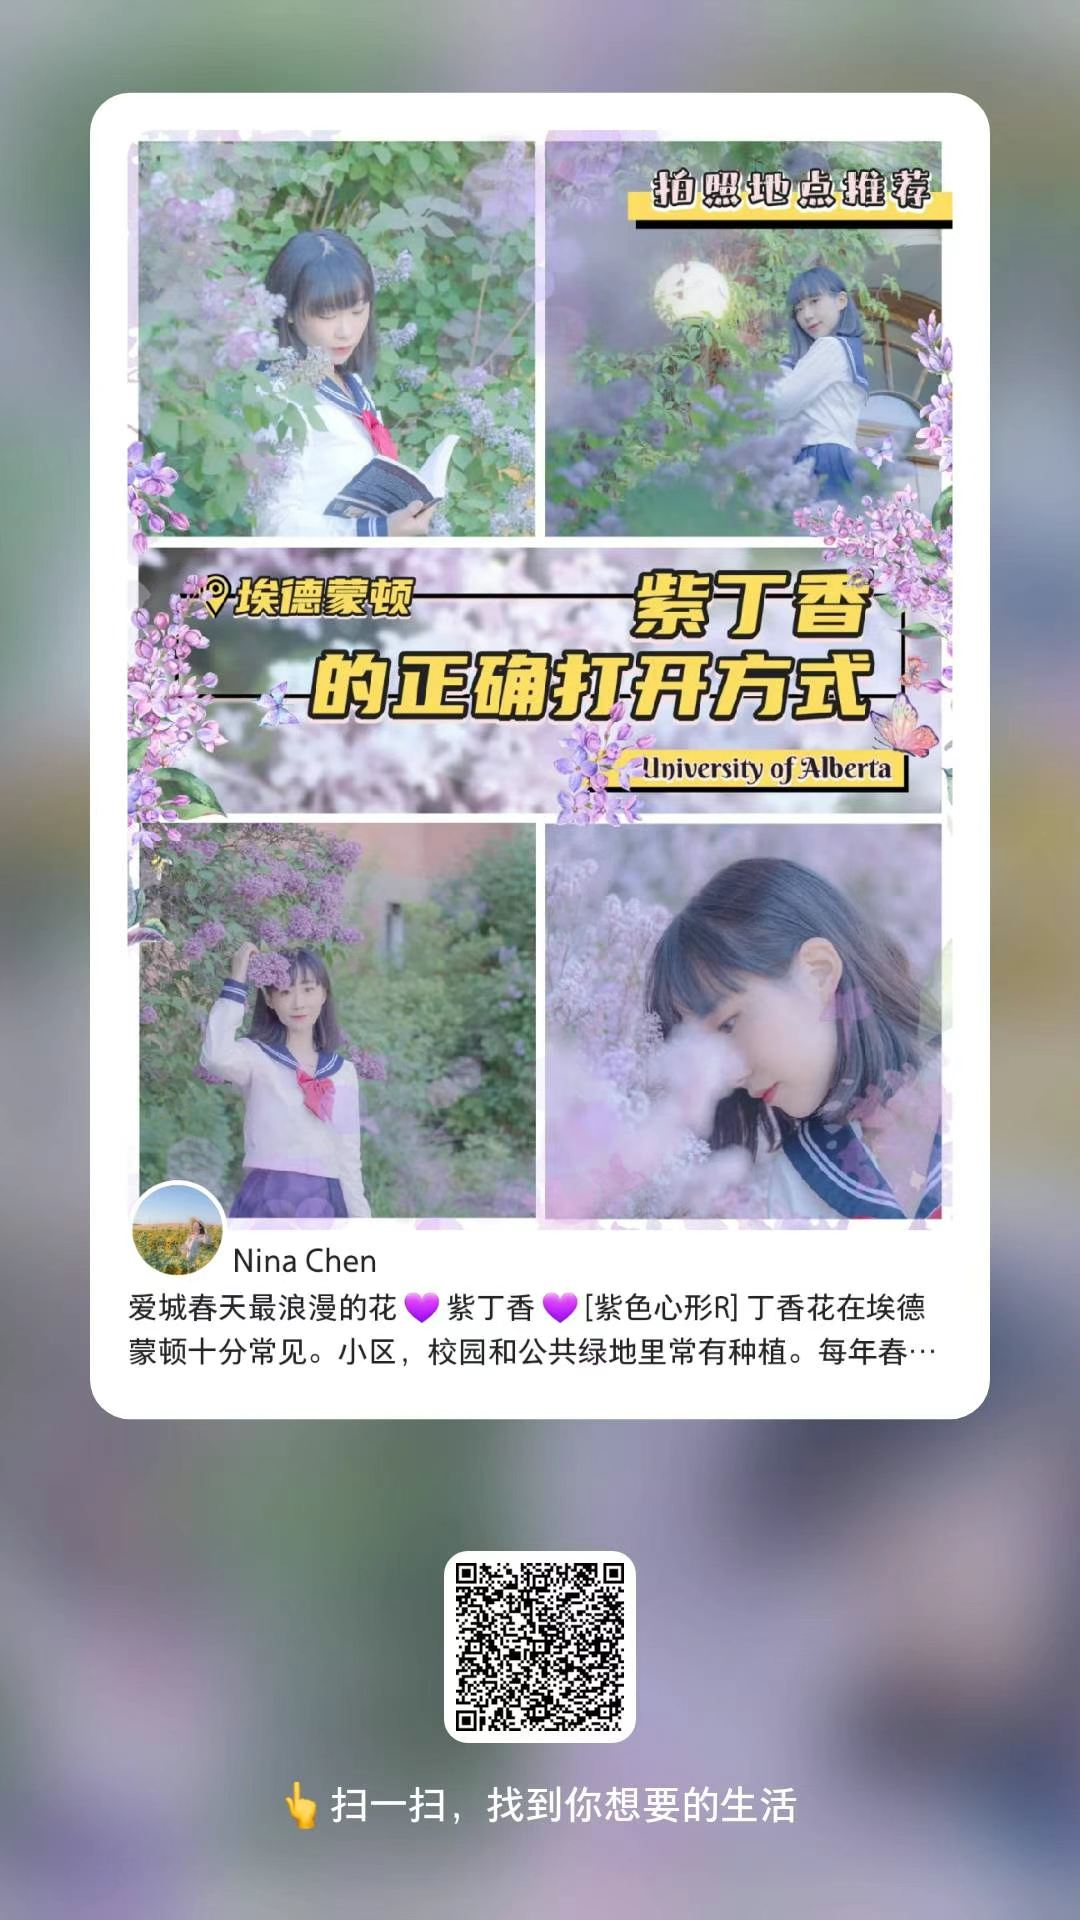 拍照地点推荐
埃德蒙顿
紫丁香
的正确打开方式
University of Alberta
Nina Chen
爱城春天最浪漫的花💜紫丁香💜[紫色心形R] 丁香花在埃德
蒙顿十分常见。小区，校园和公共绿地里常有种植。每年春…
👆扫一扫，找到你想要的生活